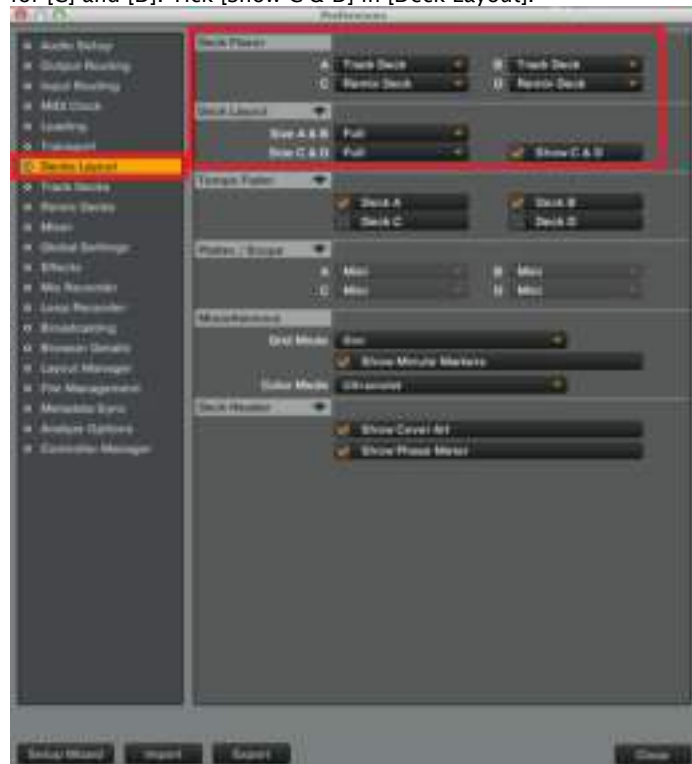 for [C] and [D]. Tick [Show C & D] in [Deck Layout].
Preferences
Audio Setup
Output Routing
Input Routing
MIDI Clock
Loading
Transport
Decks Layout
Track Decks
Remix Decks
Mixer
Global Settings
Effects
Mix Recorder
Loop Recorder
Broadcasting
Browser Details
Layout Manager
File Management
Metadata Sync
Analyze Options
Controller Manager
Deck Flavor
A Track Deck B Track Deck
C Remix Deck D Remix Deck
Deck Layout
Size A & B Full
Size C & D Full Show C & D
Tempo Fader
Deck A Deck B
Deck C Deck D
Platter / Scope
A Mini B Mini
C Mini D Mini
Miscellaneous
Grid Mode
Show Minute Markers
Color Mode Ultraviolet
Deck Header
Show Cover Art
Show Phase Meter
Setup Wizard Import Export Close